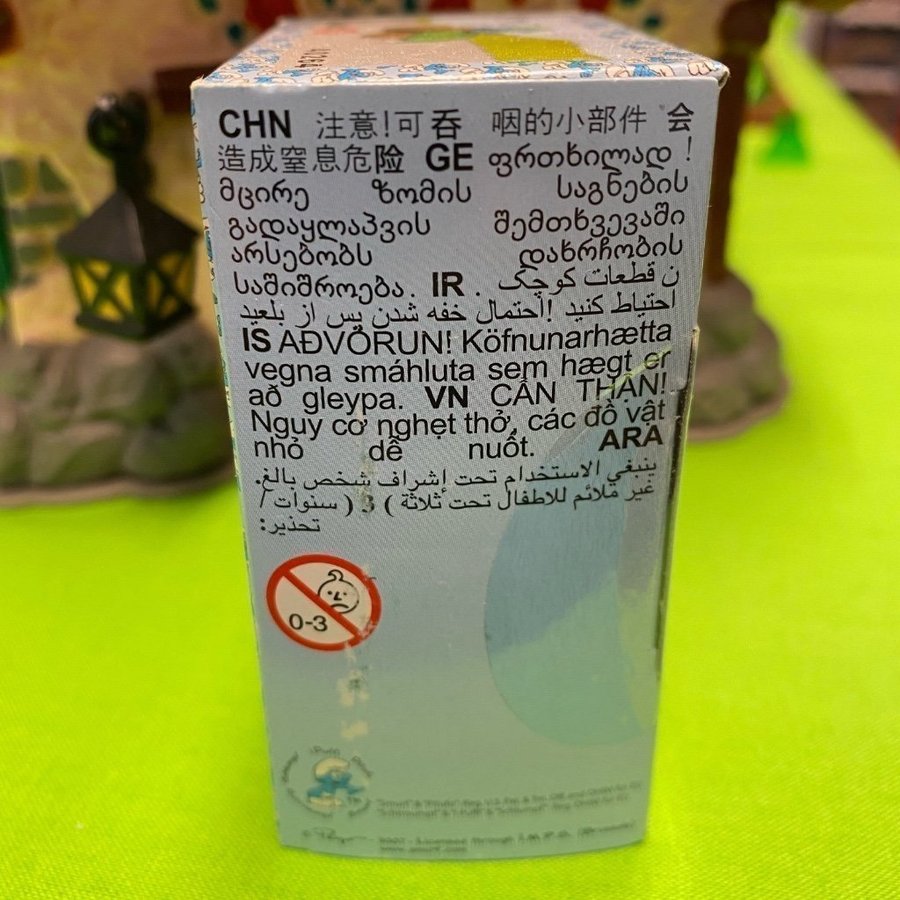 CHN 注意!可吞 咽的小部件 会
造成窒息危险 GE ფრთხილად !
მცირე ზომის საგნების
გადაყლაპვის შემთხვევაში
არსებობს დახრჩობის
საშიშროება. IR . ن قطعات کوچک
احتیاط کنید !احتمال خفه شدن پس از بلعید
IS AÐVÖRUN! Köfnunarhætta
vegna smáhluta sem hægt er
að gleypa. VN CẨN THẬN!
Nguy cơ nghẹt thở, các đồ vật
nhỏ dễ nuốt. ARA
ينبغي الاستخدام تحت إشراف شخص بالغ.
غير ملائم للاطفال تحت ثلاثة ) 3 ( سنوات /
تحذير:
0-3